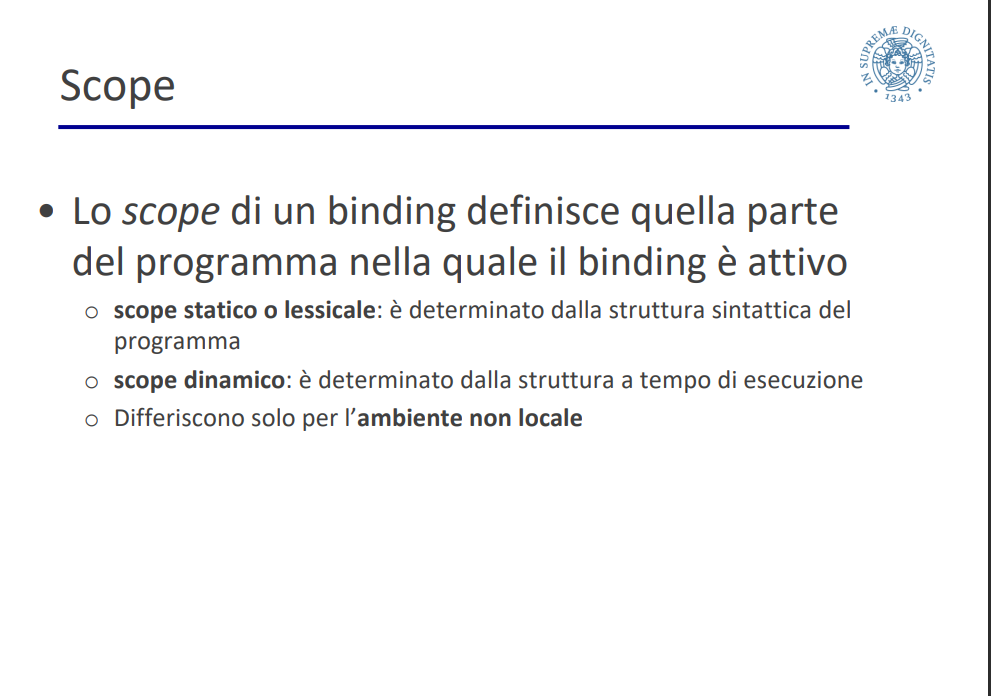 IN SUPREMÆ DIGNITATIS
• 1343 •
Scope
• Lo scope di un binding definisce quella parte
del programma nella quale il binding è attivo
o scope statico o lessicale: è determinato dalla struttura sintattica del
programma
o scope dinamico: è determinato dalla struttura a tempo di esecuzione
o Differiscono solo per l’ambiente non locale